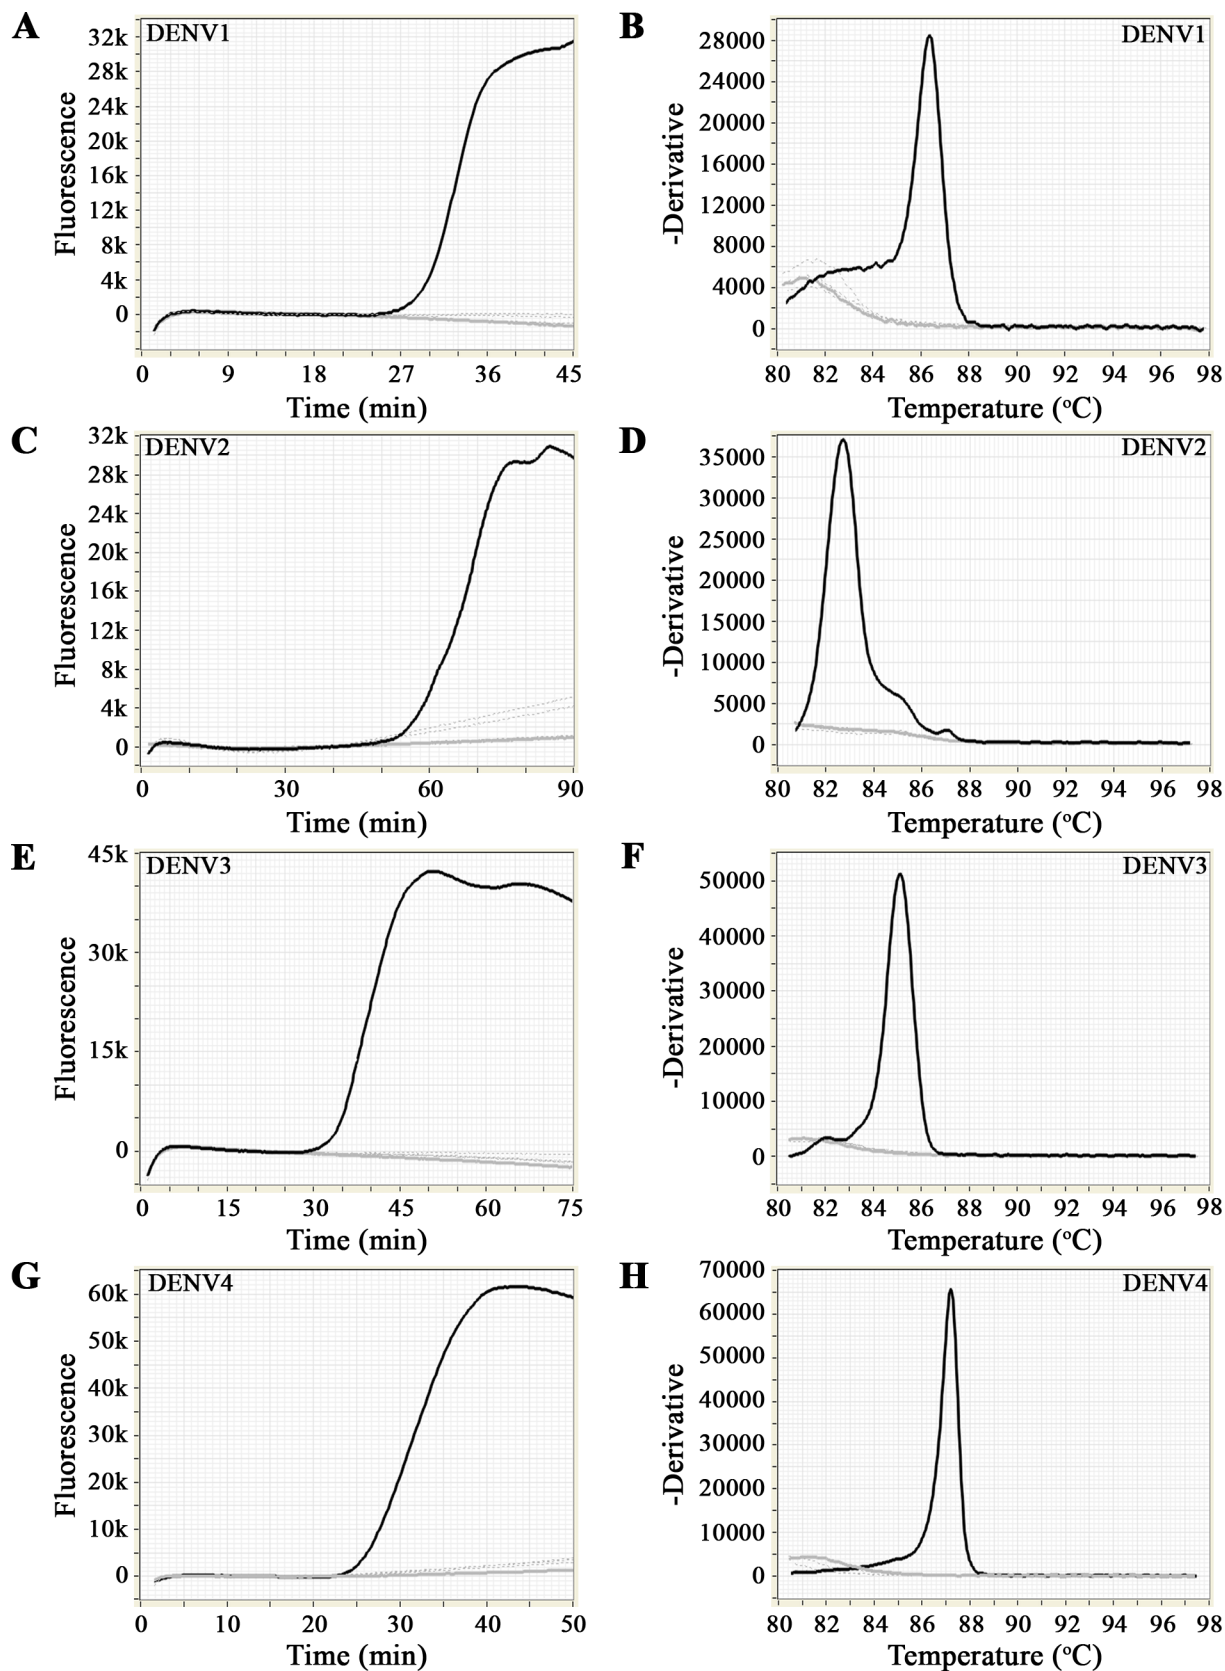 A
DENV1
32k
28k
24k
20k
16k
12k
8k
4k
0
Fluorescence
0 9 18 27 36 45
Time (min)
B
DENV1
28000
24000
20000
16000
12000
8000
4000
0
-Derivative
80 82 84 86 88 90 92 94 96 98
Temperature (°C)
C
DENV2
32k
28k
24k
20k
16k
12k
8k
4k
0
Fluorescence
0 30 60 90
Time (min)
D
DENV2
35000
30000
25000
20000
15000
10000
5000
0
-Derivative
80 82 84 86 88 90 92 94 96 98
Temperature (°C)
E
DENV3
45k
30k
15k
0
Fluorescence
0 15 30 45 60 75
Time (min)
F
DENV3
50000
40000
30000
20000
10000
0
-Derivative
80 82 84 86 88 90 92 94 96 98
Temperature (°C)
G
DENV4
60k
50k
40k
30k
20k
10k
0
Fluorescence
0 10 20 30 40 50
Time (min)
H
DENV4
70000
60000
50000
40000
30000
20000
10000
0
-Derivative
80 82 84 86 88 90 92 94 96 98
Temperature (°C)